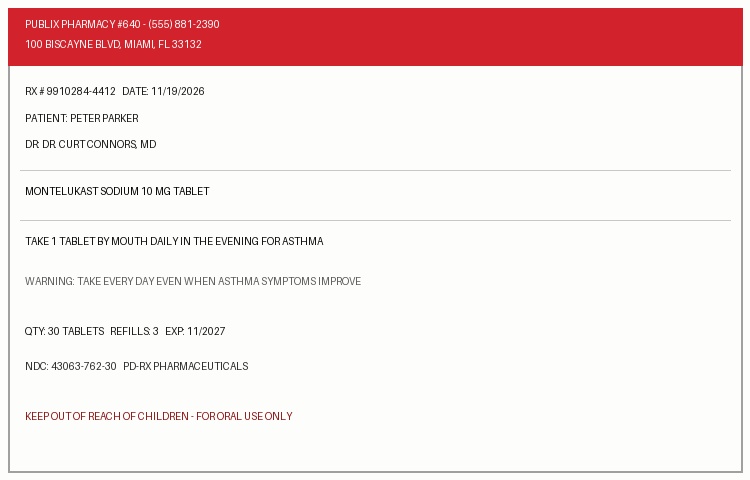 PUBLIX PHARMACY #640 - (555) 881-2390
100 BISCAYNE BLVD, MIAMI, FL 33132
RX # 9910284-4412 DATE: 11/19/2026
PATIENT: PETER PARKER
DR: DR. CURT CONNORS, MD
MONTELUKAST SODIUM 10 MG TABLET
TAKE 1 TABLET BY MOUTH DAILY IN THE EVENING FOR ASTHMA
WARNING: TAKE EVERY DAY EVEN WHEN ASTHMA SYMPTOMS IMPROVE
QTY: 30 TABLETS REFILLS: 3 EXP: 11/2027
NDC: 43063-762-30 PD-RX PHARMACEUTICALS
KEEP OUT OF REACH OF CHILDREN - FOR ORAL USE ONLY